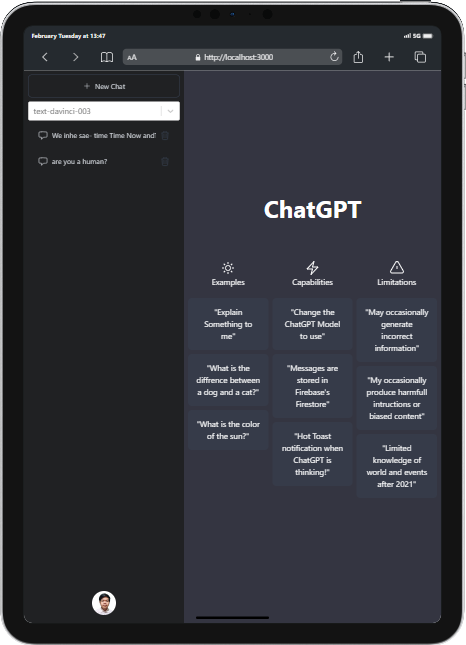 February Tuesday at 13:47
5G
AA
http://localhost:3000
+ New Chat
text-davinci-003
We inhe sae- time Time Now and'
are you a human?
ChatGPT
Examples
Capabilities
Limitations
"Explain
Something to
me"
"What is the
diffrence between
a dog and a cat?"
"What is the color
of the sun?"
"Change the
ChatGPT Model
to use"
"Messages are
stored in
Firebase's
Firestore"
"Hot Toast
notification when
ChatGPT is
thinking!"
"May occasionally
generate
incorrect
information"
"My occasionally
produce harmfull
intructions or
biased content"
"Limited
knowledge of
world and events
after 2021"